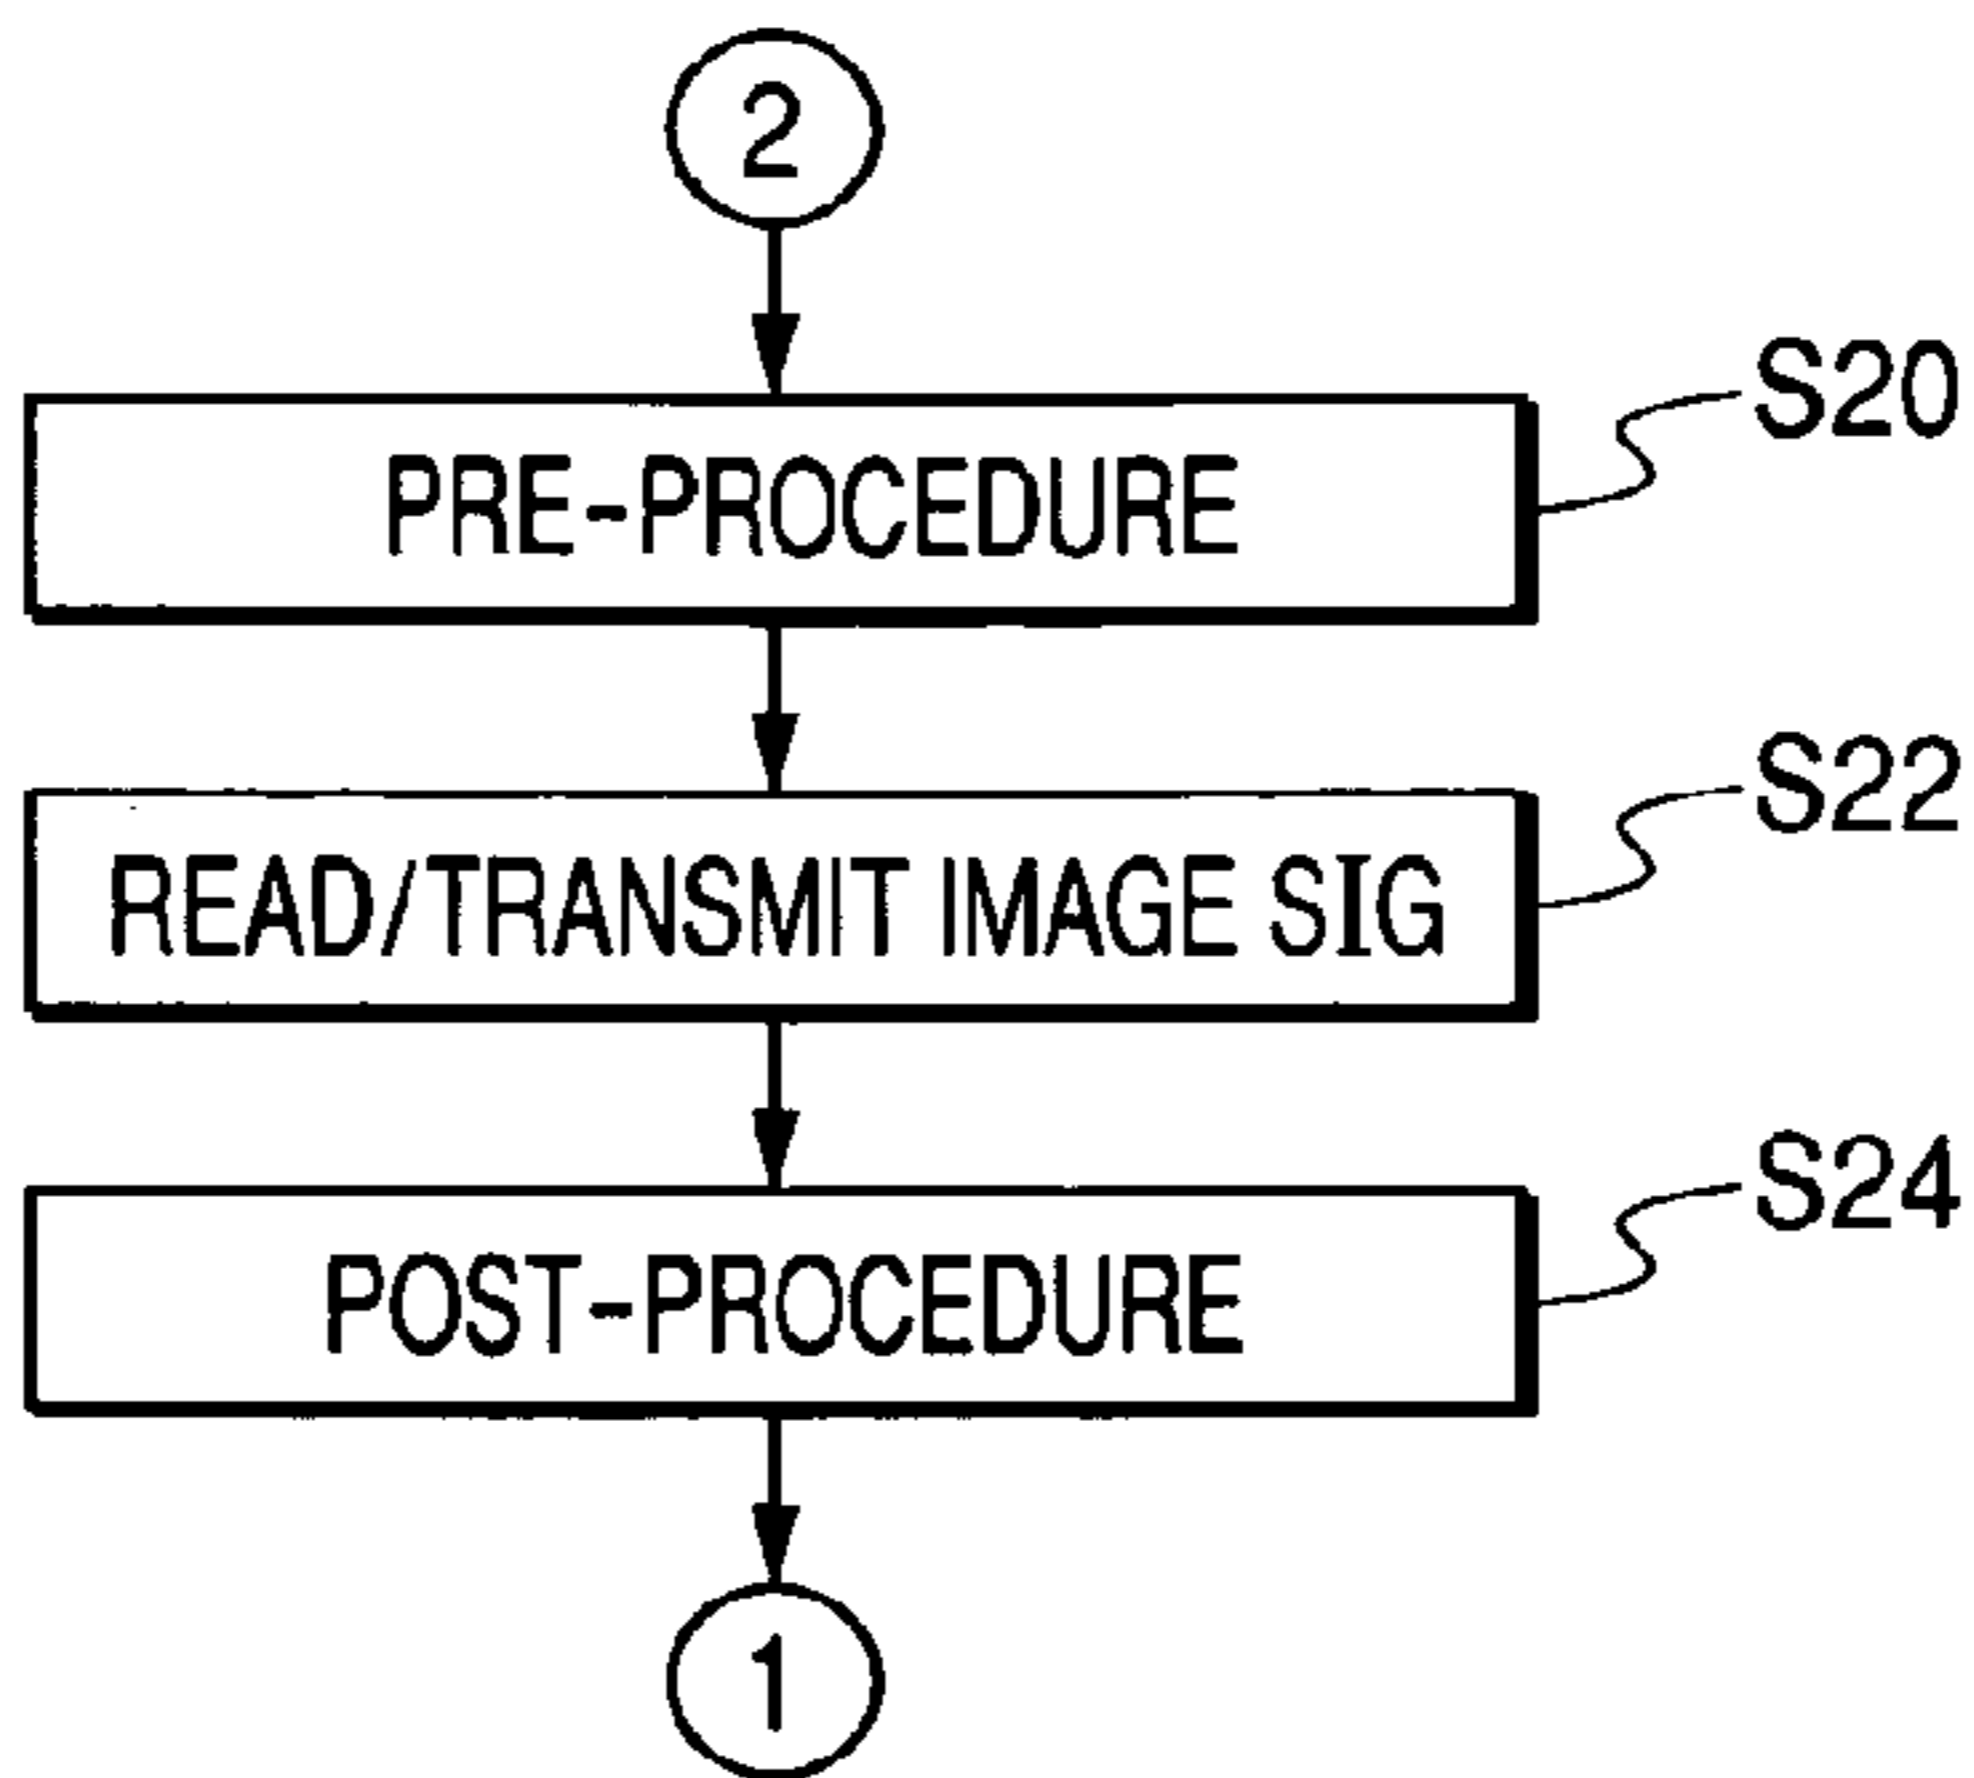 2
S20
PRE-PROCEDURE
S22
READ/TRANSMIT IMAGE SIG
S24
POST-PROCEDURE
1